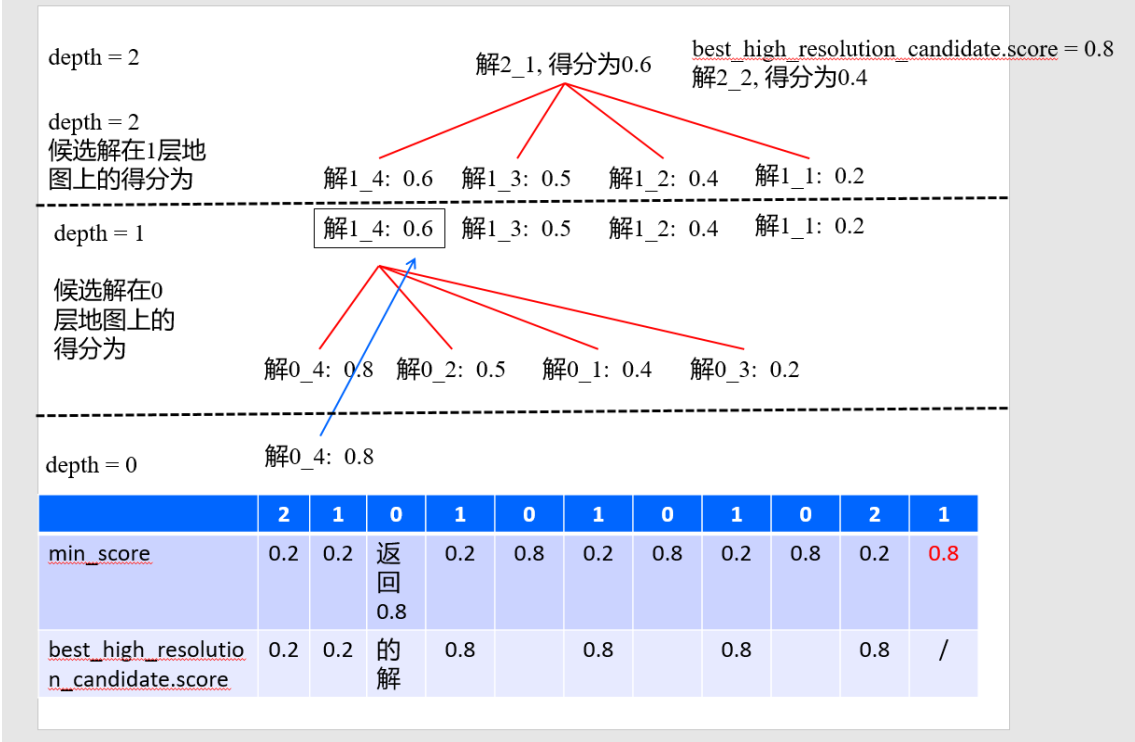 depth = 2
解2_1, 得分为0.6
best_high_resolution_candidate.score = 0.8
解2_2, 得分为0.4
depth = 2
候选解在1层地
图上的得分为
解1_4: 0.6 解1_3: 0.5 解1_2: 0.4 解1_1: 0.2
depth = 1
解1_4: 0.6 解1_3: 0.5 解1_2: 0.4 解1_1: 0.2
候选解在0
层地图上的
得分为
解0_4: 0.8 解0_2: 0.5 解0_1: 0.4 解0_3: 0.2
depth = 0
解0_4: 0.8
2 1 0 1 0 1 0 1 0 2 1
min_score 0.2 0.2 返 0.2 0.8 0.2 0.8 0.2 0.8 0.2 0.8
回
0.8
best_high_resolutio 0.2 0.2 的 0.8 0.8 0.8 0.8 /
n_candidate.score 解